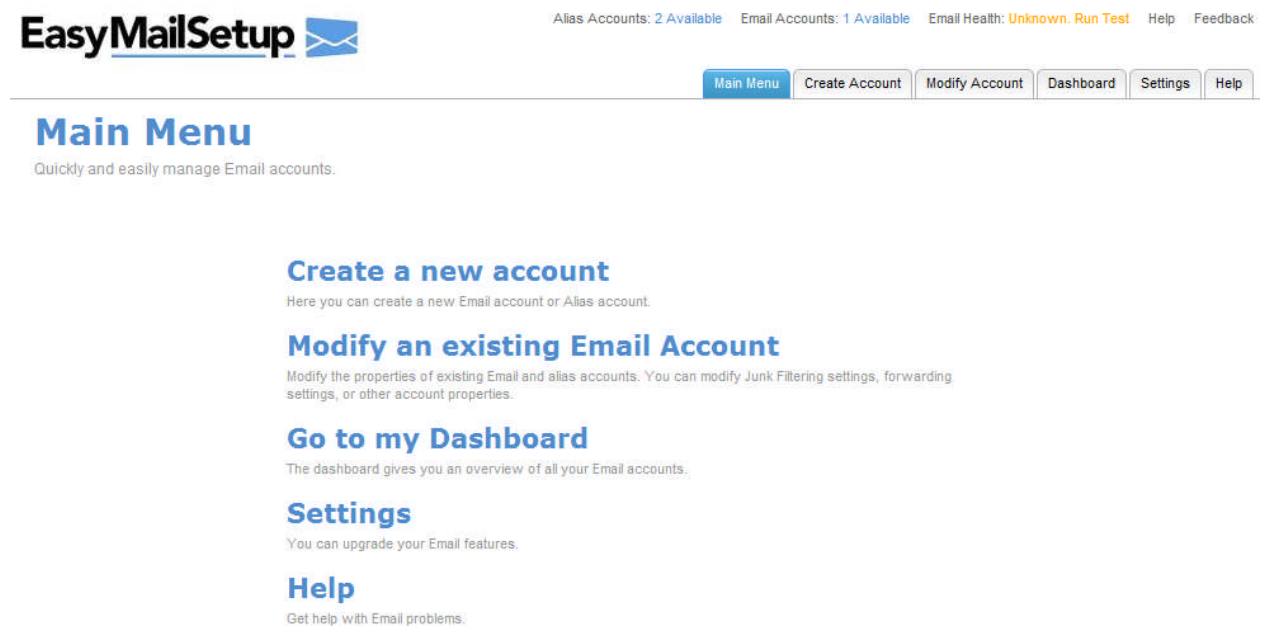 EasyMailSetup
Alias Accounts: 2 Available Email Accounts: 1 Available Email Health: Unknown. Run Test Help Feedback
Main Menu Create Account Modify Account Dashboard Settings Help
Main Menu
Quickly and easily manage Email accounts.
Create a new account
Here you can create a new Email account or Alias account.
Modify an existing Email Account
Modify the properties of existing Email and alias accounts. You can modify Junk Filtering settings, forwarding
settings, or other account properties.
Go to my Dashboard
The dashboard gives you an overview of all your Email accounts.
Settings
You can upgrade your Email features.
Help
Get help with Email problems.